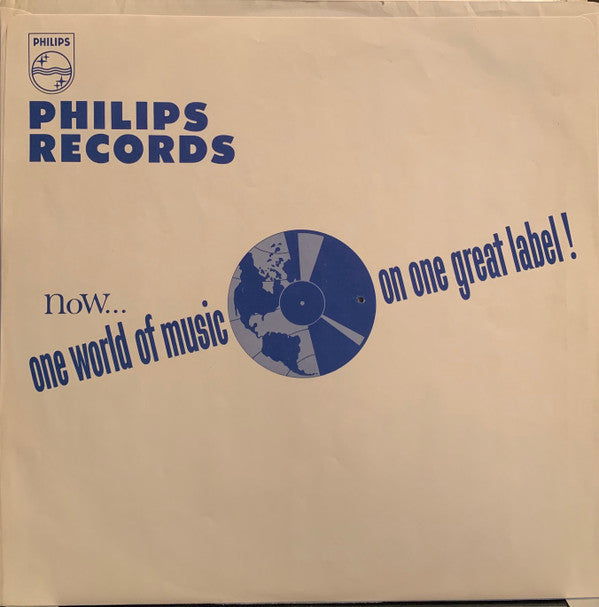 PHILIPS
PHILIPS
RECORDS
now...
one world of music
on one great label!